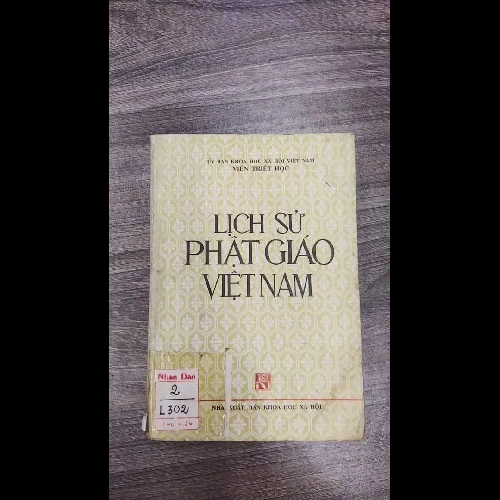 ỦY BAN KHOA HỌC XÃ HỘI VIỆT NAM
VIỆN TRIẾT HỌC
LỊCH SỬ
PHẬT GIÁO
VIỆT NAM
Nhân Dân
2
L302
NHÀ XUẤT BẢN KHOA HỌC XÃ HỘI